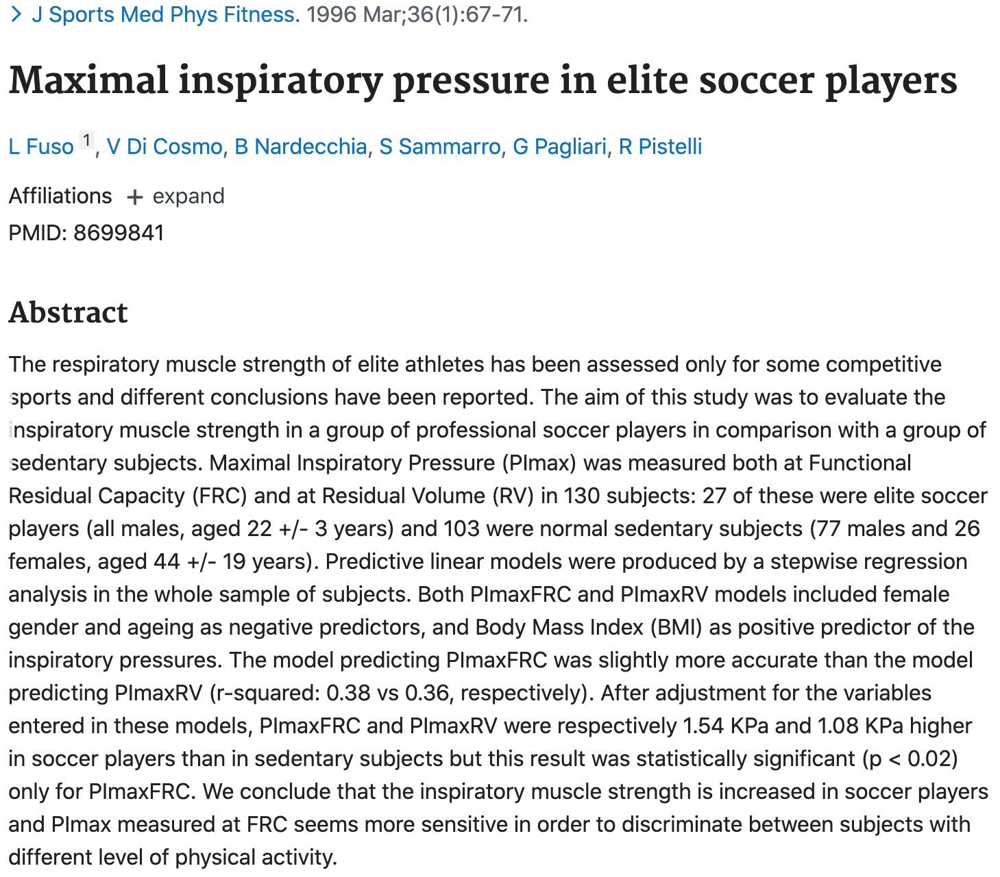 > J Sports Med Phys Fitness. 1996 Mar;36(1):67-71.
Maximal inspiratory pressure in elite soccer players
L Fuso 1, V Di Cosmo, B Nardecchia, S Sammarro, G Pagliari, R Pistelli
Affiliations + expand
PMID: 8699841
Abstract
The respiratory muscle strength of elite athletes has been assessed only for some competitive
sports and different conclusions have been reported. The aim of this study was to evaluate the
inspiratory muscle strength in a group of professional soccer players in comparison with a group of
sedentary subjects. Maximal Inspiratory Pressure (PImax) was measured both at Functional
Residual Capacity (FRC) and at Residual Volume (RV) in 130 subjects: 27 of these were elite soccer
players (all males, aged 22 +/- 3 years) and 103 were normal sedentary subjects (77 males and 26
females, aged 44 +/- 19 years). Predictive linear models were produced by a stepwise regression
analysis in the whole sample of subjects. Both PImaxFRC and PImaxRV models included female
gender and ageing as negative predictors, and Body Mass Index (BMI) as positive predictor of the
inspiratory pressures. The model predicting PImaxFRC was slightly more accurate than the model
predicting PImaxRV (r-squared: 0.38 vs 0.36, respectively). After adjustment for the variables
entered in these models, PImaxFRC and PImaxRV were respectively 1.54 KPa and 1.08 KPa higher
in soccer players than in sedentary subjects but this result was statistically significant (p < 0.02)
only for PImaxFRC. We conclude that the inspiratory muscle strength is increased in soccer players
and PImax measured at FRC seems more sensitive in order to discriminate between subjects with
different level of physical activity.